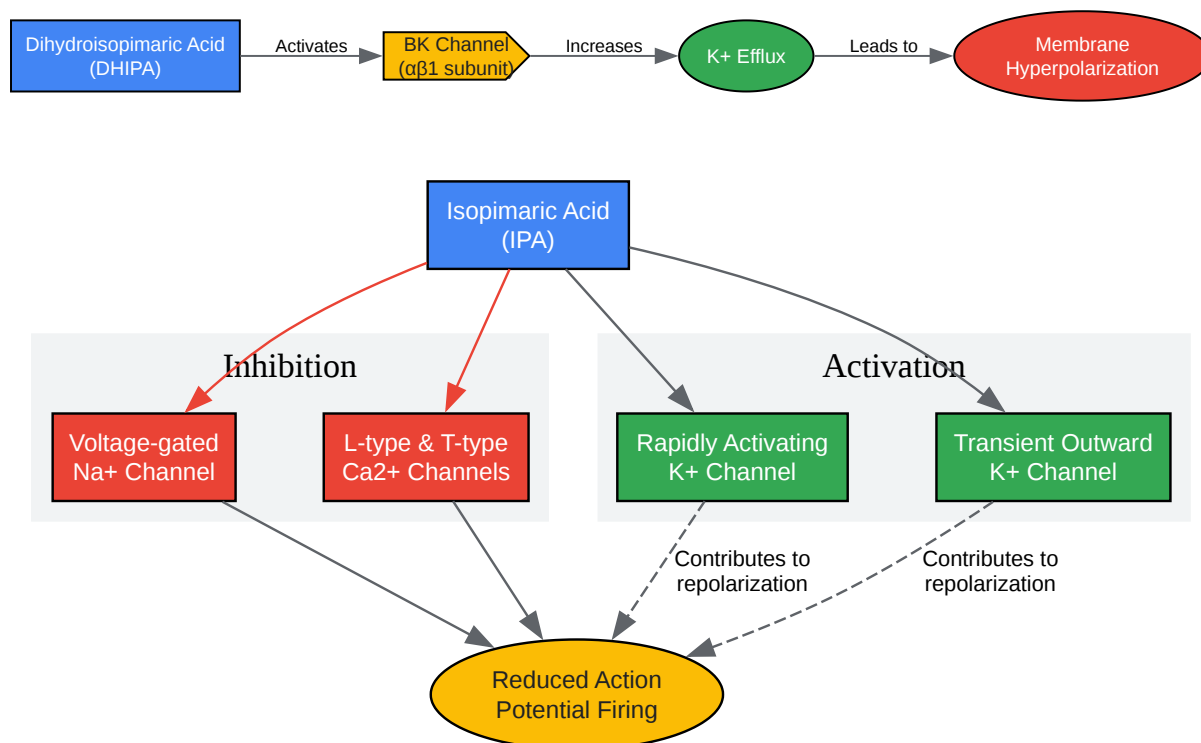 Dihydroisopimaric Acid
(DHIPA)
Activates
BK Channel
(αβ1 subunit)
Increases
K+ Efflux
Leads to
Membrane
Hyperpolarization
Isopimaric Acid
(IPA)
Inhibition
Activation
Voltage-gated
Na+ Channel
L-type & T-type
Ca2+ Channels
Rapidly Activating
K+ Channel
Transient Outward
K+ Channel
Contributes to
repolarization
Contributes to
repolarization
Reduced Action
Potential Firing